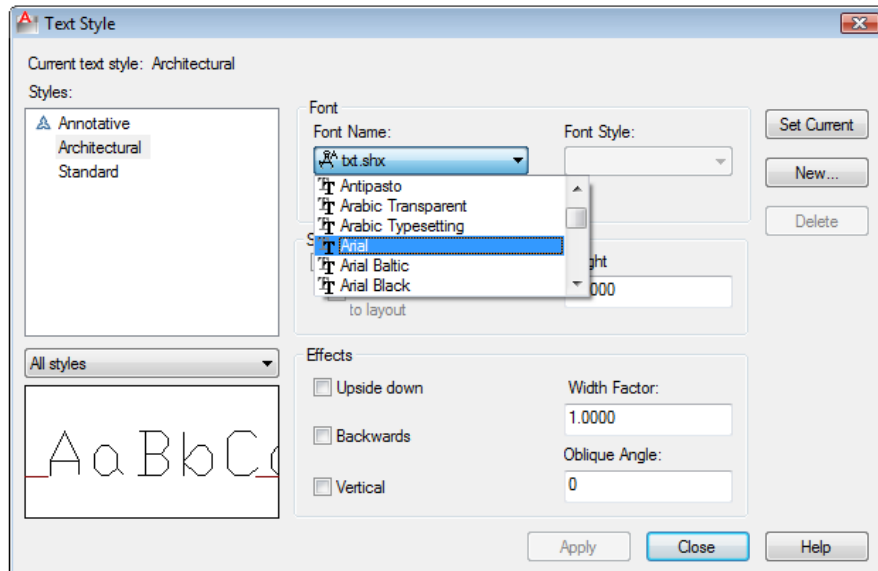 Text Style
Current text style: Architectural
Styles:
Annotative
Architectural
Standard
Font
Font Name:
txt.shx
Antipasto
Arabic Transparent
Arabic Typesetting
Arial
Arial Baltic
Arial Black
Font Style:
to layout
Set Current
New...
Delete
All styles
AaBbC
Effects
Upside down
Backwards
Vertical
Width Factor:
1.0000
Oblique Angle:
0
Apply
Close
Help